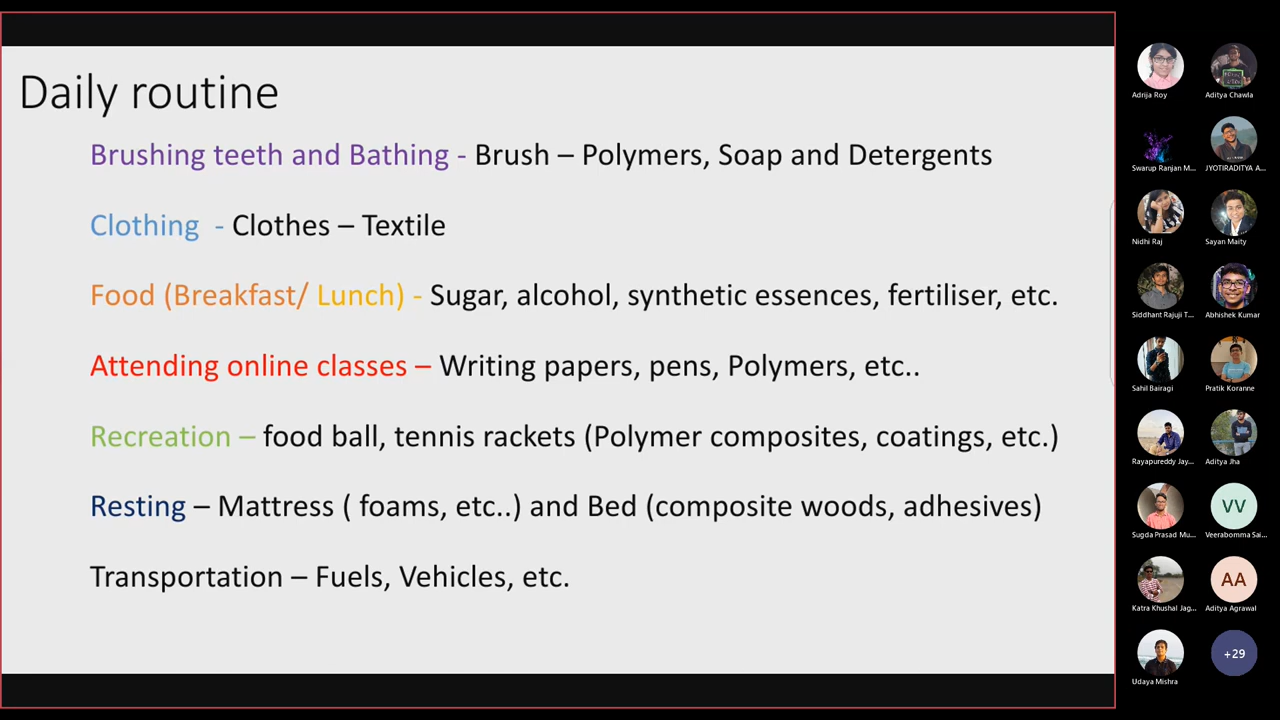 Daily routine
Brushing teeth and Bathing - Brush – Polymers, Soap and Detergents
Clothing - Clothes – Textile
Food (Breakfast/ Lunch) - Sugar, alcohol, synthetic essences, fertiliser, etc.
Attending online classes – Writing papers, pens, Polymers, etc..
Recreation – food ball, tennis rackets (Polymer composites, coatings, etc.)
Resting – Mattress ( foams, etc..) and Bed (composite woods, adhesives)
Transportation – Fuels, Vehicles, etc.
Adrija Roy
Aditya Chawla
Swarup Ranjan M...
JYOTIRADITYA A...
Nidhi Raj
Sayan Maity
Siddhant Rajuji T...
Abhishek Kumar
Sahil Bairagi
Pratik Koranne
Rayapureddy Jay...
Aditya Jha
Sugda Prasad Mu...
VV
Veerabomma Sai...
Katra Khushal Jag...
AA
Aditya Agrawal
Udaya Mishra
+29